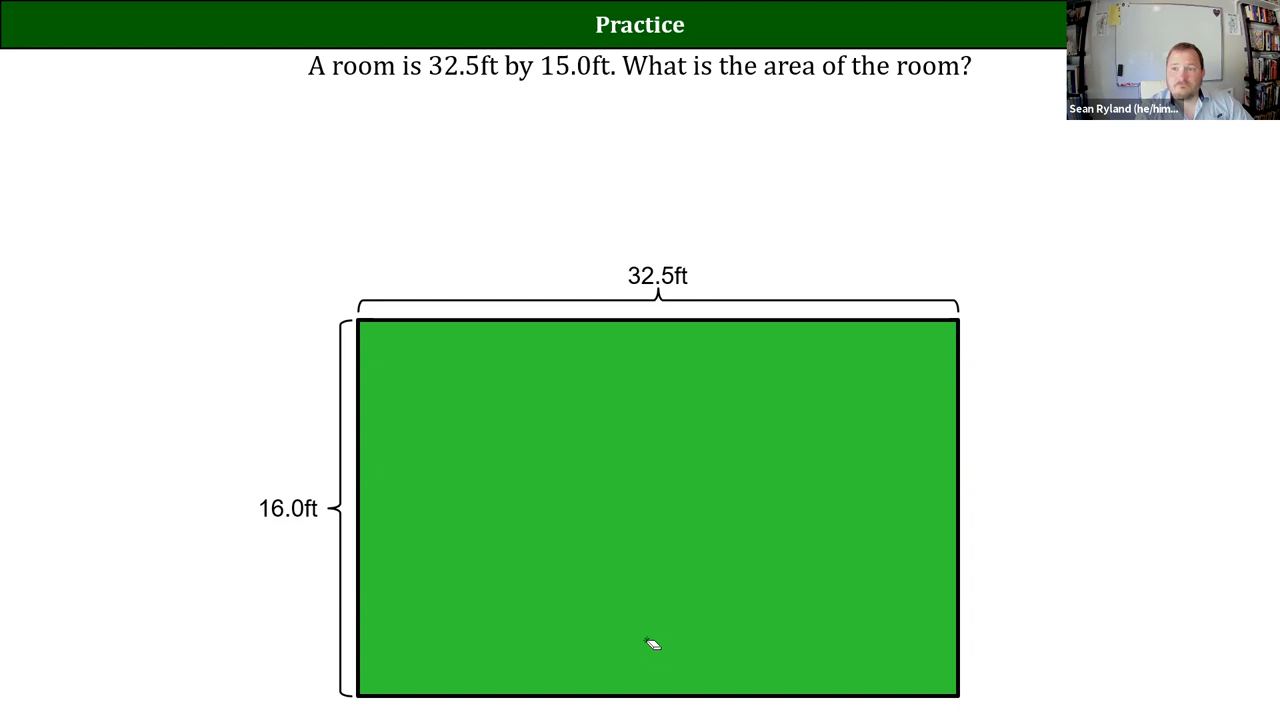 Practice
A room is 32.5ft by 15.0ft. What is the area of the room?
Sean Ryland (he/him...
32.5ft
16.0ft